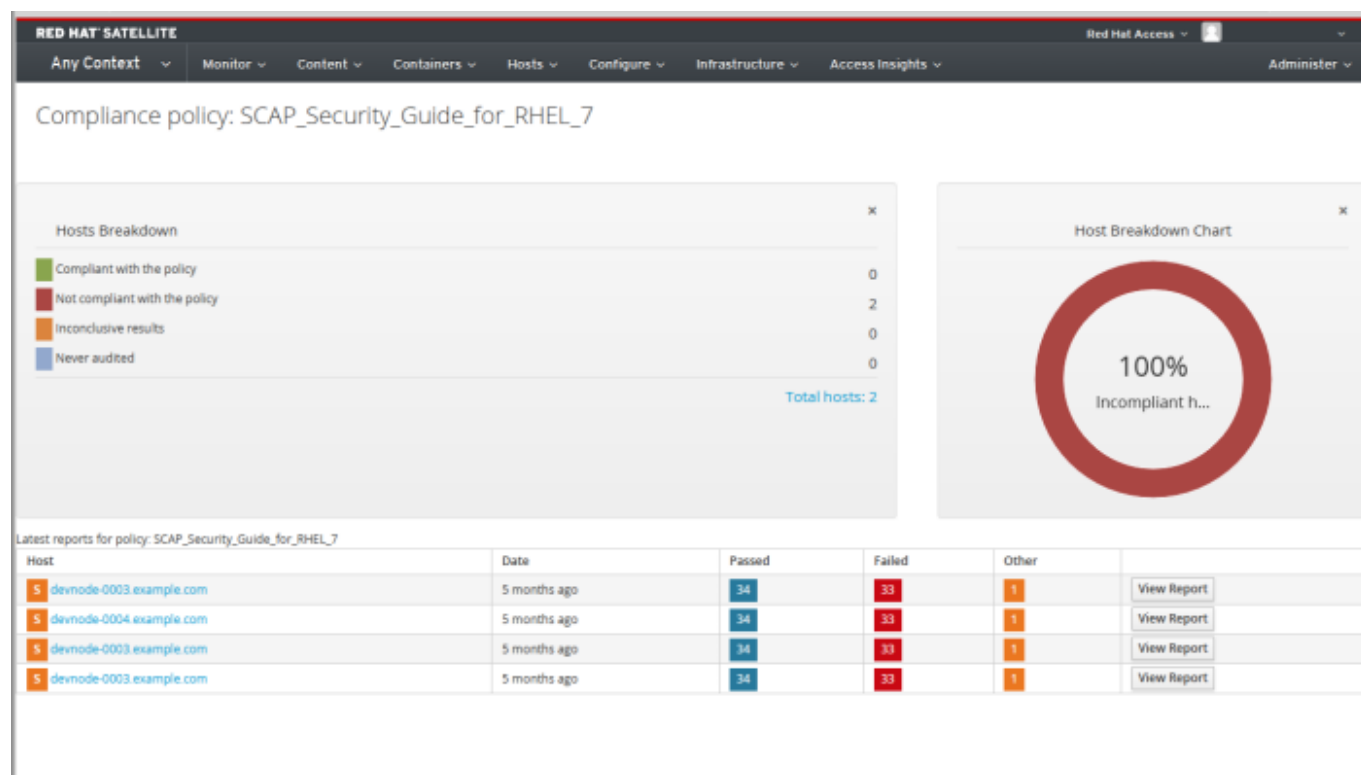 RED HAT SATELLITE
Red Hat Access
Any Context Monitor Content Containers Hosts Configure Infrastructure Access Insights Administer
Compliance policy: SCAP_Security_Guide_for_RHEL_7
Hosts Breakdown
Compliant with the policy 0
Not compliant with the policy 2
Inconclusive results 0
Never audited 0
Total hosts: 2
Host Breakdown Chart
100%
Incompliant h...
Latest reports for policy: SCAP_Security_Guide_for_RHEL_7
Host Date Passed Failed Other
S devnode-0003.example.com 5 months ago 34 33 1 View Report
S devnode-0004.example.com 5 months ago 34 33 1 View Report
S devnode-0003.example.com 5 months ago 34 33 1 View Report
S devnode-0003.example.com 5 months ago 34 33 1 View Report